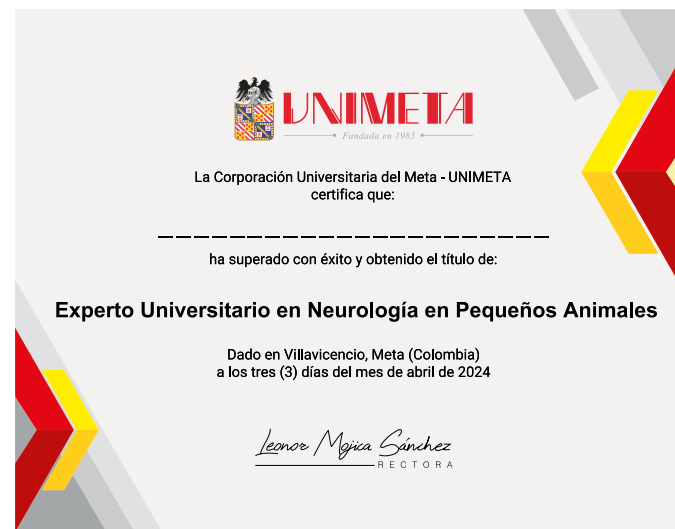 UNIMETA
Fundada en 1985
La Corporación Universitaria del Meta - UNIMETA
certifica que:
ha superado con éxito y obtenido el título de:
Experto Universitario en Neurología en Pequeños Animales
Dado en Villavicencio, Meta (Colombia)
a los tres (3) días del mes de abril de 2024
Leonor Mojica Sánchez
RECTORA